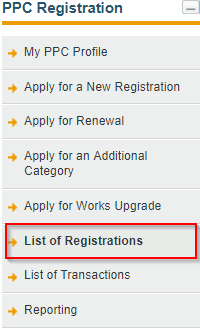 PPC Registration
My PPC Profile
Apply for a New Registration
Apply for Renewal
Apply for an Additional
Category
Apply for Works Upgrade
List of Registrations
List of Transactions
Reporting